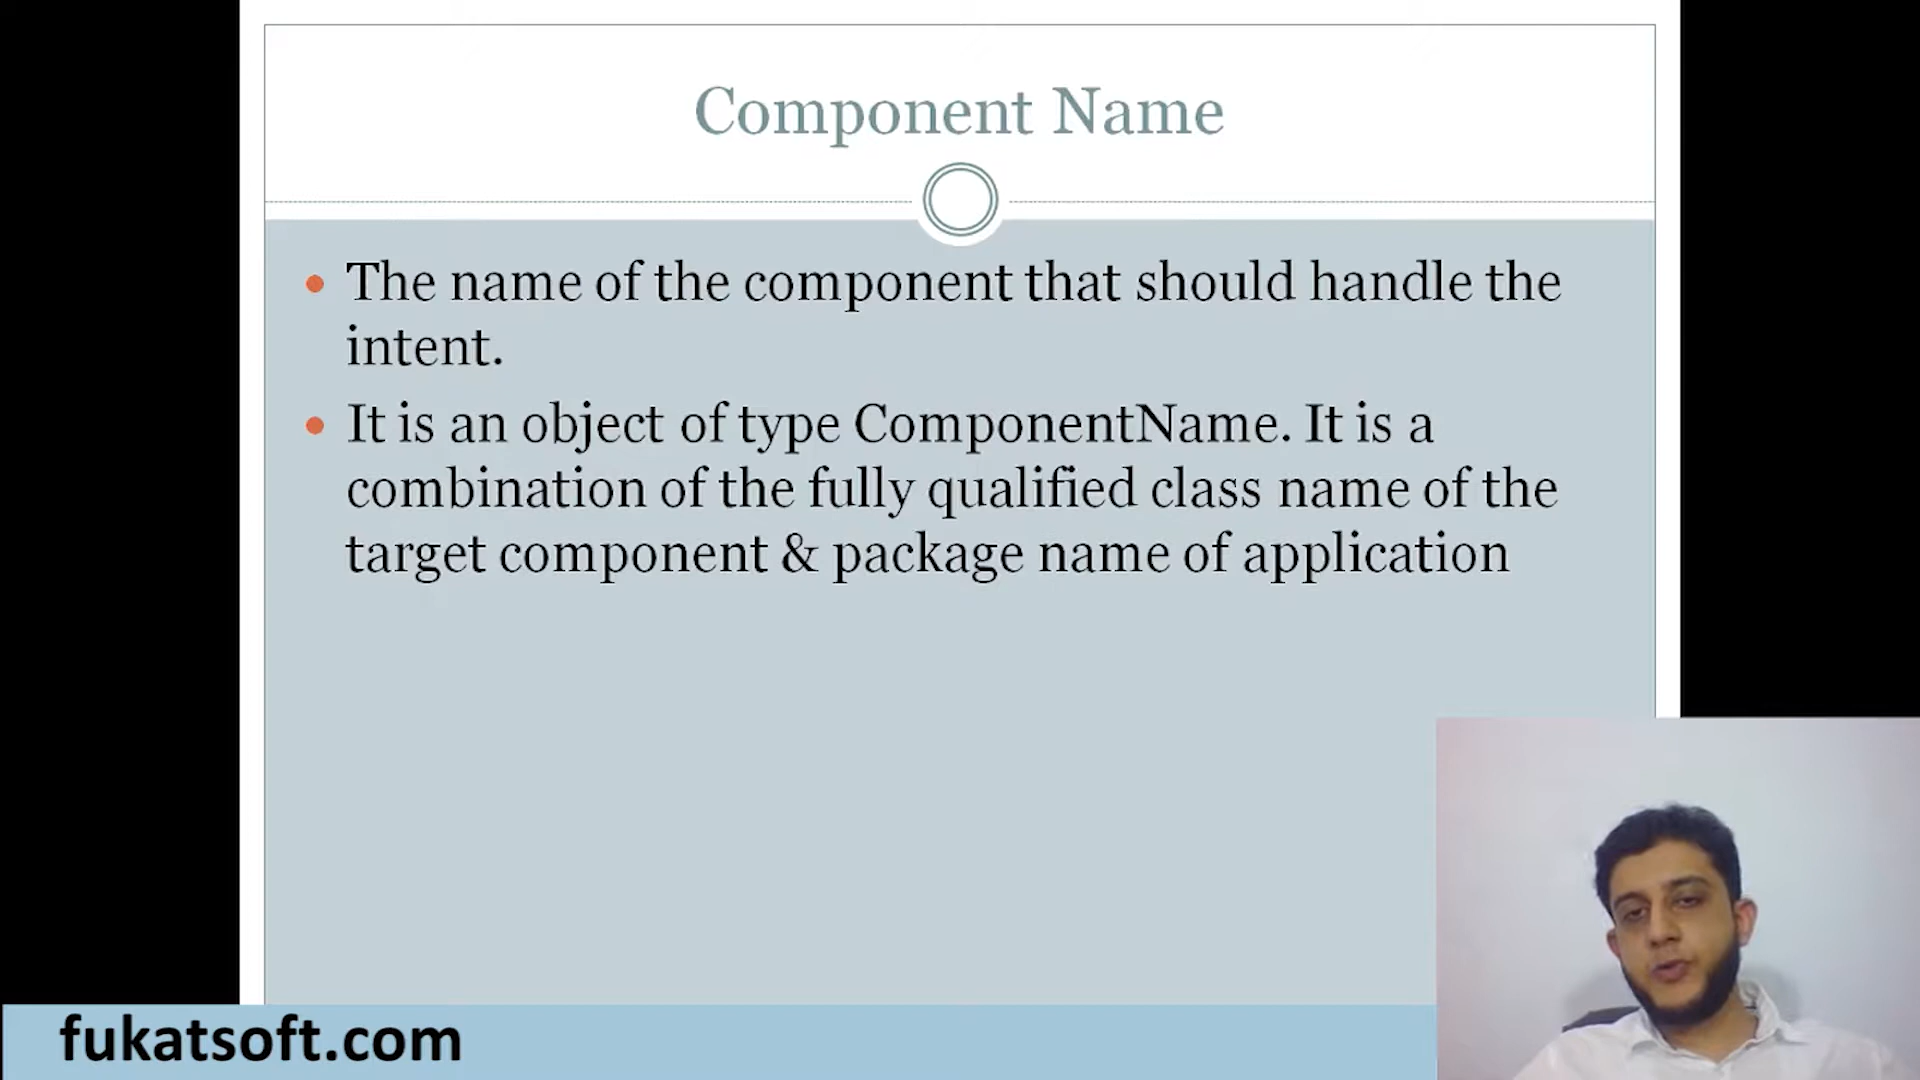 Component Name
The name of the component that should handle the
intent.
It is an object of type ComponentName. It is a
combination of the fully qualified class name of the
target component & package name of application
fukatsoft.com